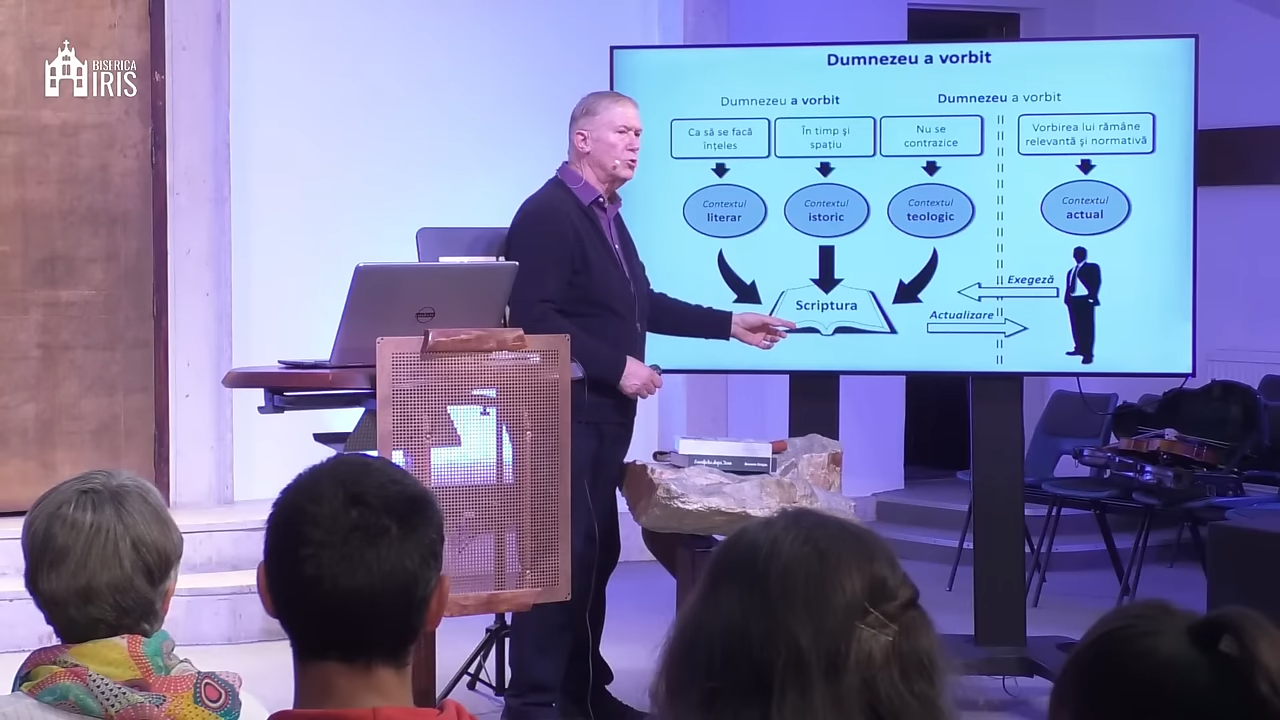 BISERICA
IRIS
Dumnezeu a vorbit
Dumnezeu a vorbit
Dumnezeu a vorbit
Ca să se facă
înțeles
În timp și
spațiu
Nu se
contrazice
Vorbirea lui rămâne
relevantă și normativă
Contextul
literar
Contextul
istoric
Contextul
teologic
Contextul
actual
Scriptura
Exegeză
Actualizare